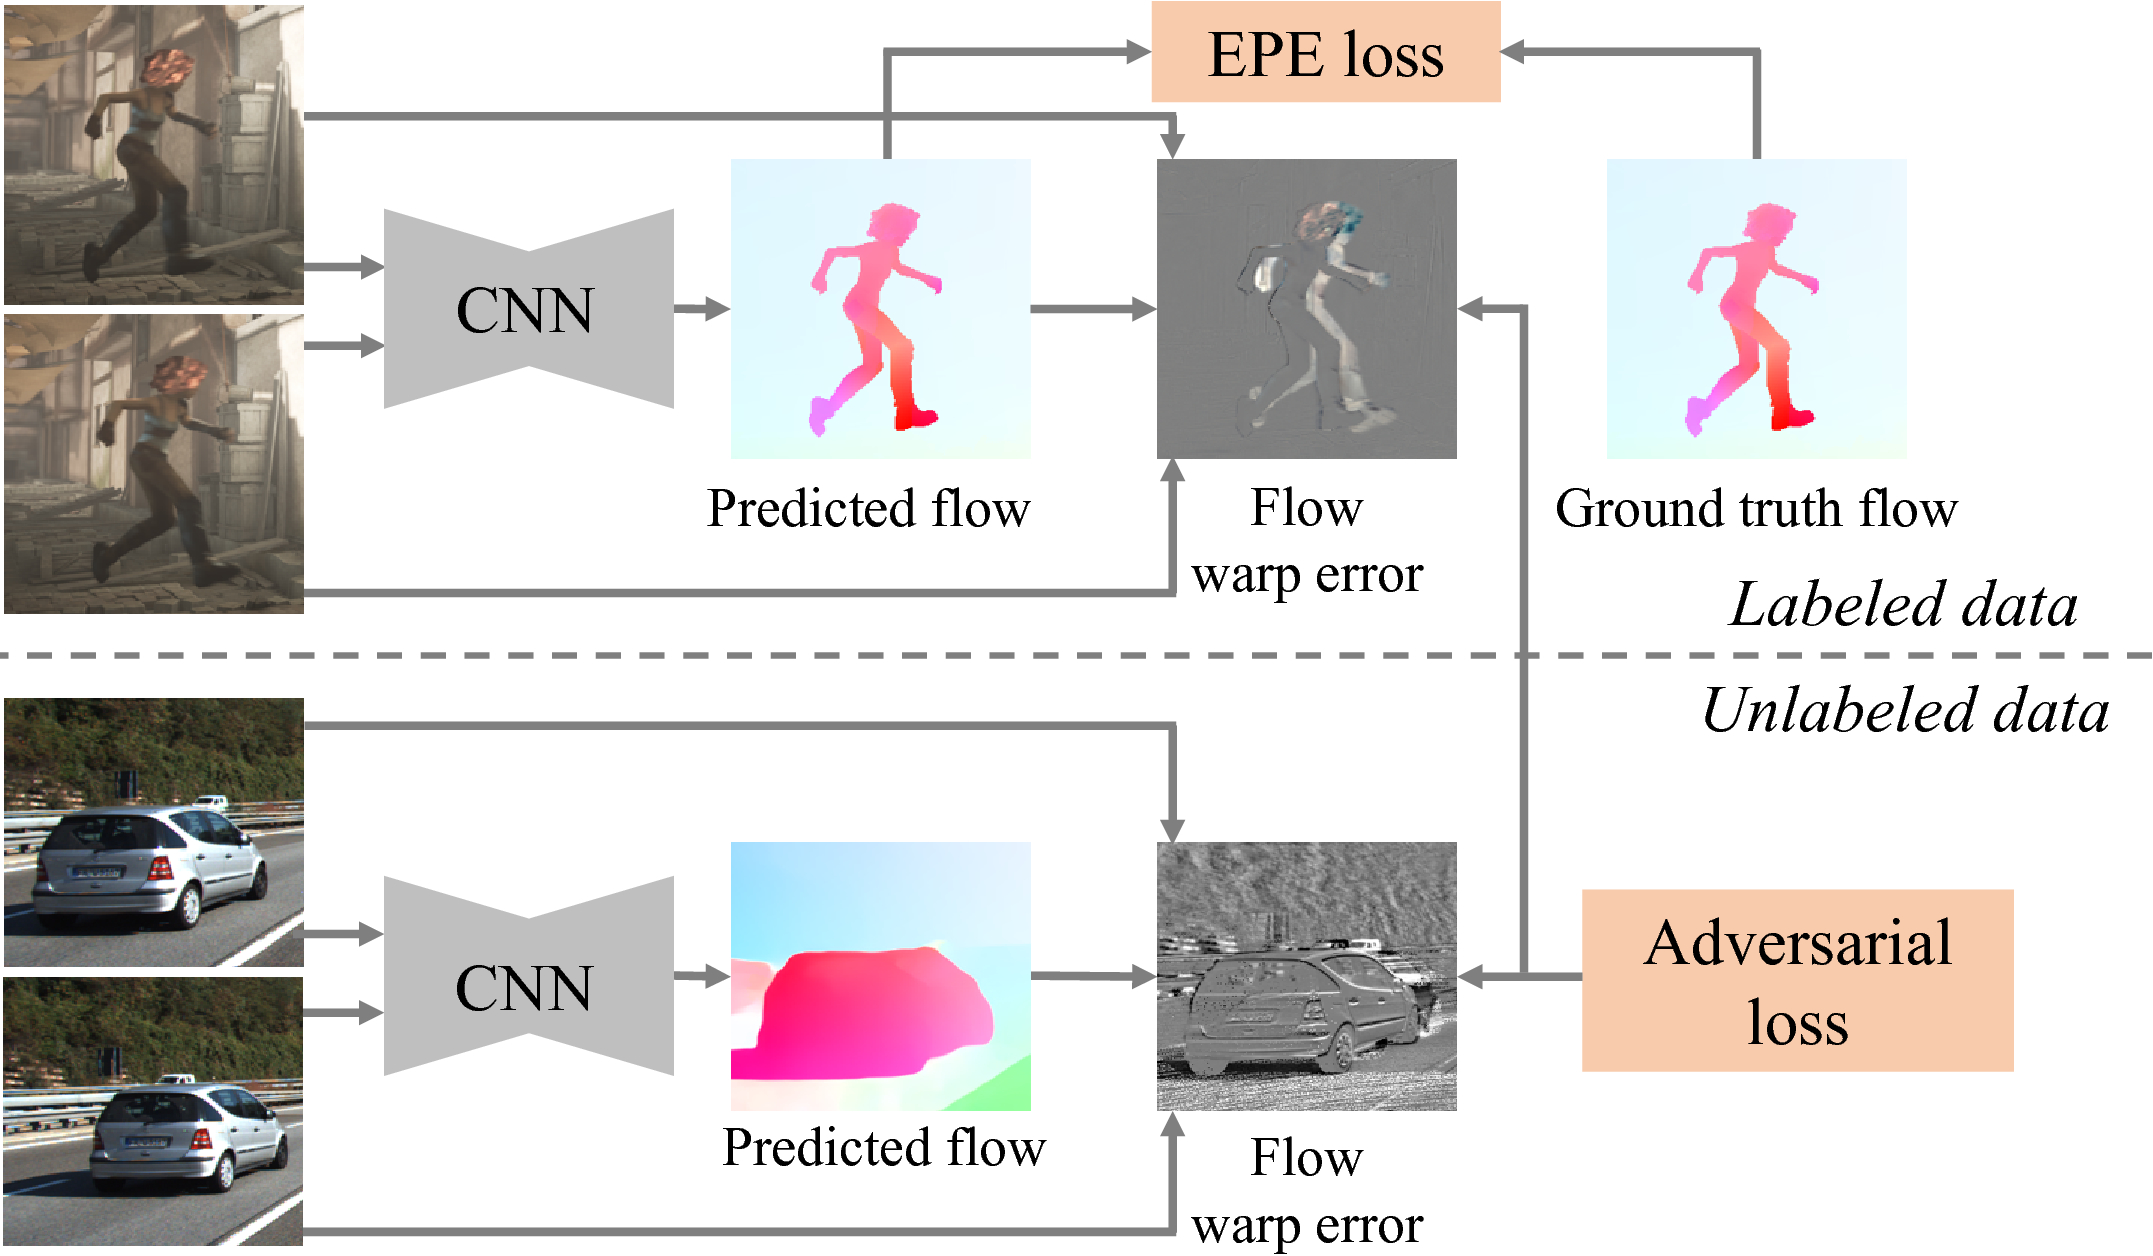 EPE loss
CNN
Predicted flow
Flow
warp error
Ground truth flow
Labeled data
Unlabeled data
CNN
Adversarial
loss
Predicted flow
Flow
warp error